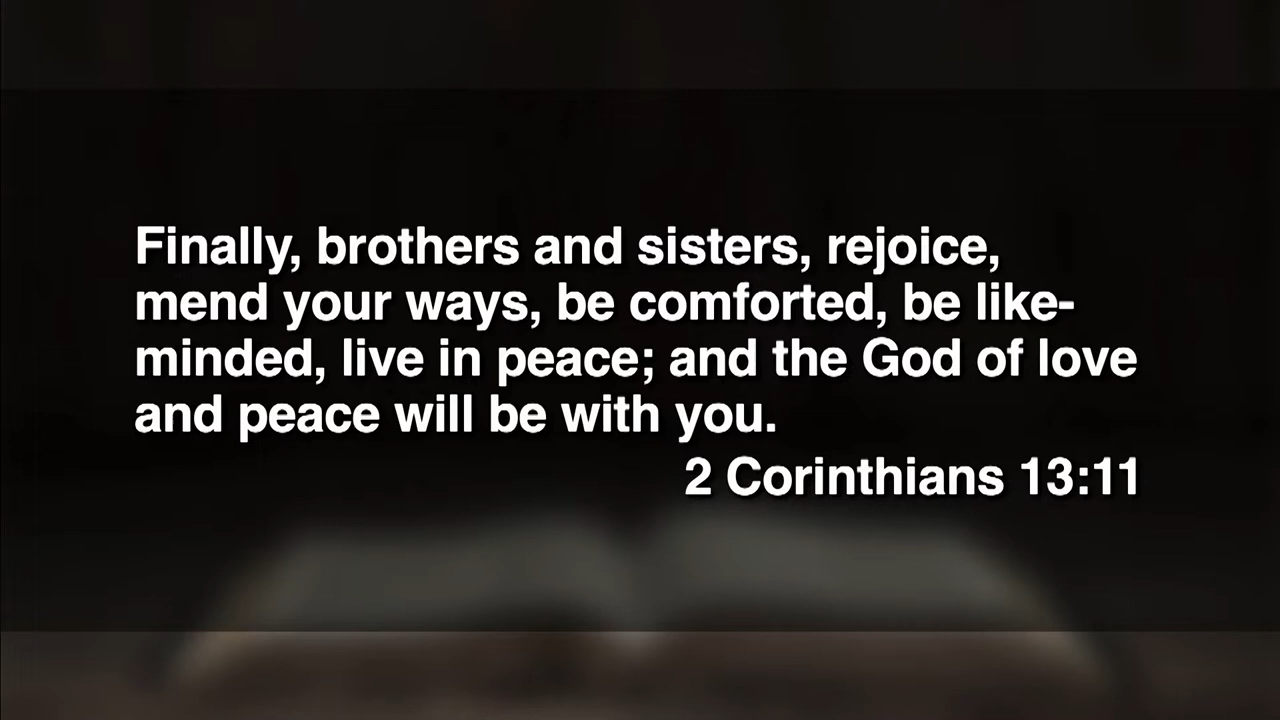 Finally, brothers and sisters, rejoice,
mend your ways, be comforted, be like-
minded, live in peace; and the God of love
and peace will be with you.
2 Corinthians 13:11